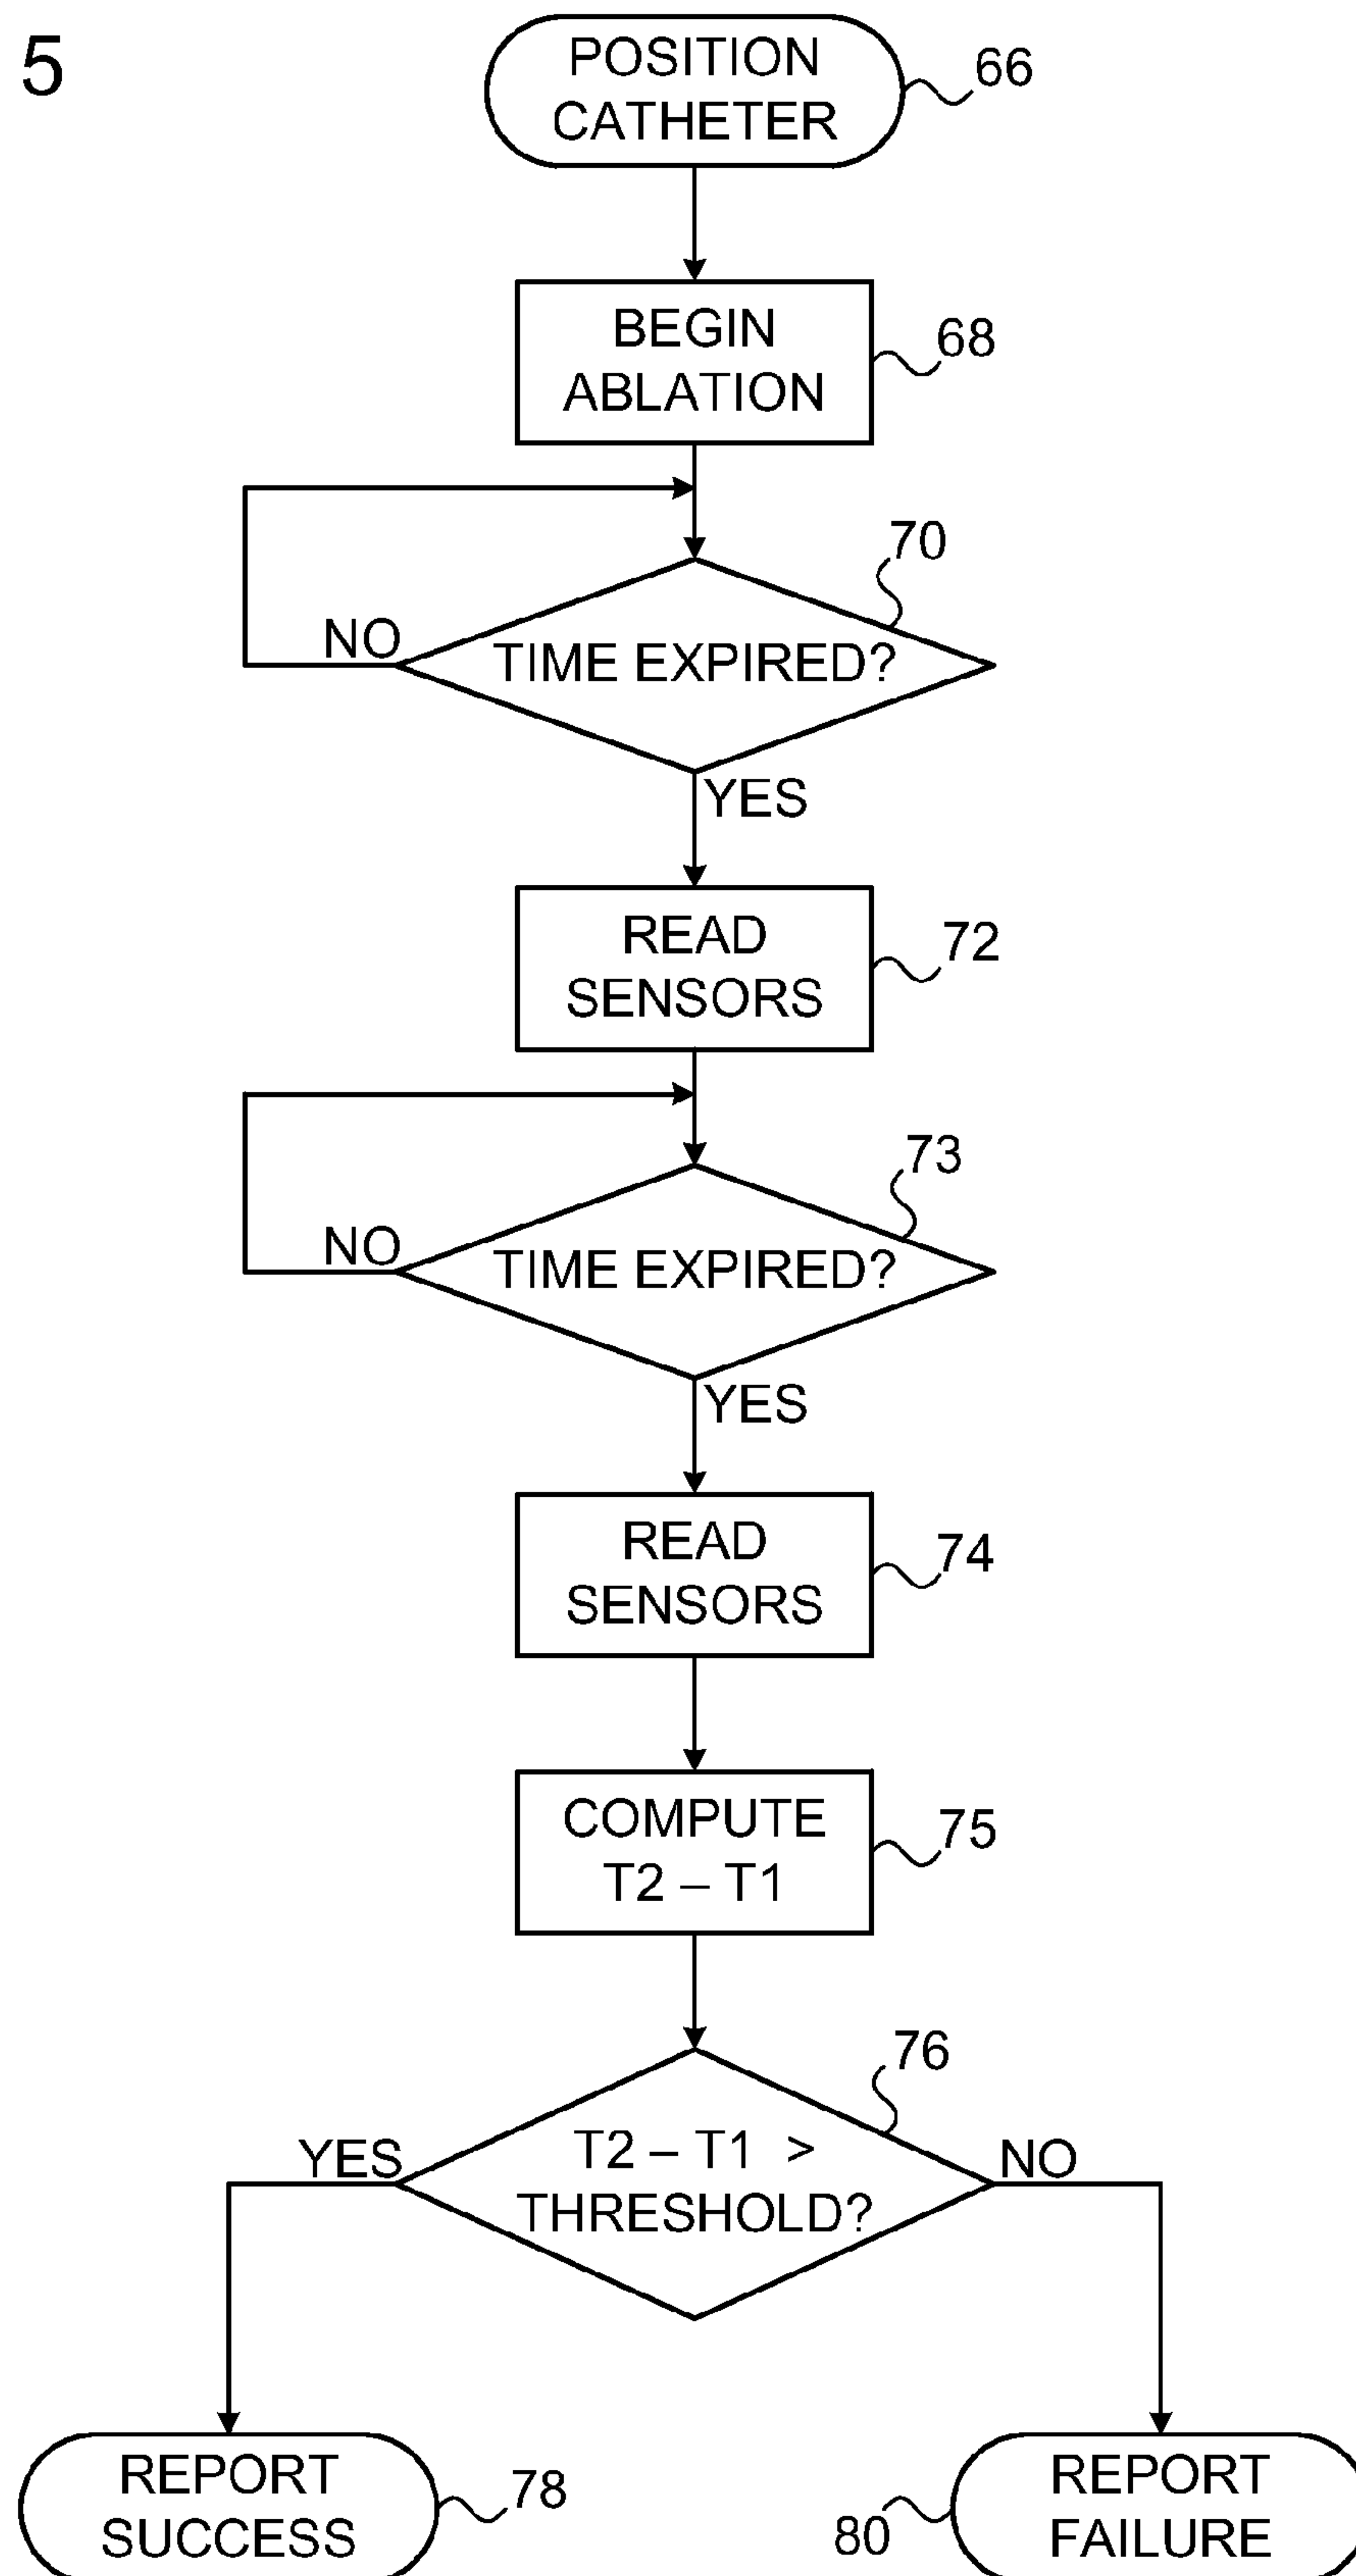 5
POSITION
CATHETER
66
BEGIN
ABLATION
68
70
NO
TIME EXPIRED?
YES
READ
SENSORS
72
73
NO
TIME EXPIRED?
YES
READ
SENSORS
74
COMPUTE
T2 – T1
75
76
YES
T2 – T1 >
THRESHOLD?
NO
REPORT
SUCCESS
78
80
REPORT
FAILURE